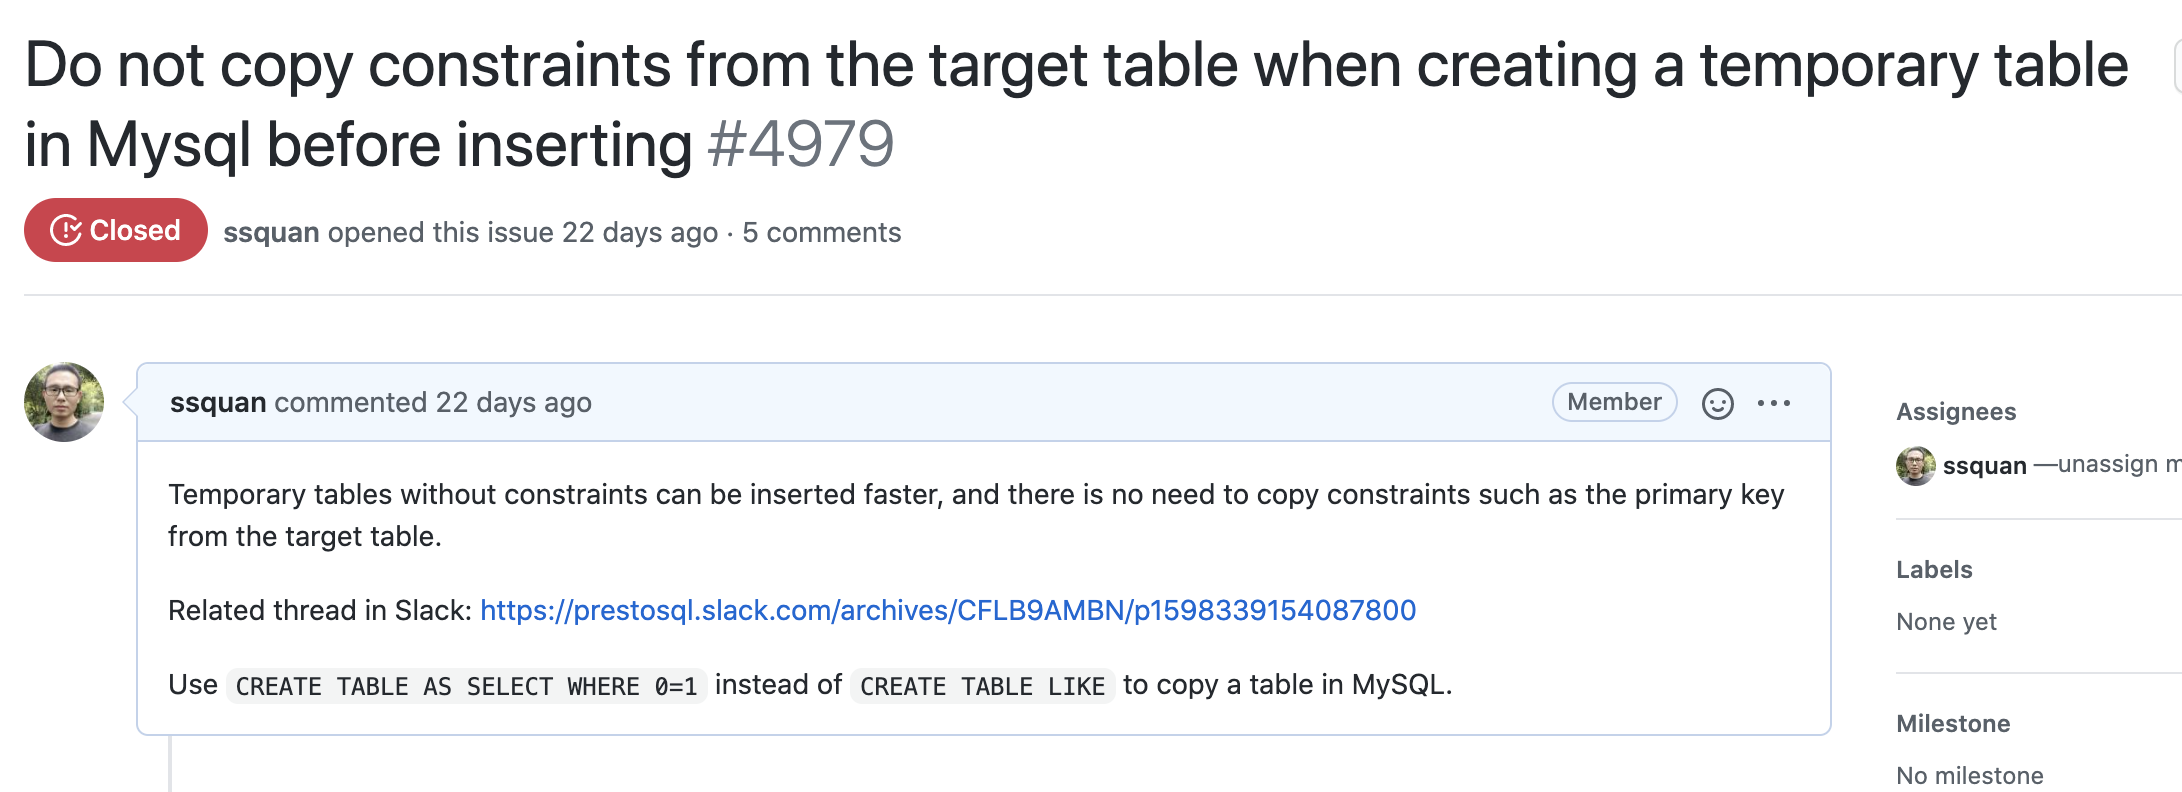 Do not copy constraints from the target table when creating a temporary table
in Mysql before inserting #4979
Closed
ssquan opened this issue 22 days ago · 5 comments
ssquan commented 22 days ago
Member
Temporary tables without constraints can be inserted faster, and there is no need to copy constraints such as the primary key
from the target table.
Related thread in Slack: https://prestosql.slack.com/archives/CFLB9AMBN/p1598339154087800
Use CREATE TABLE AS SELECT WHERE 0=1 instead of CREATE TABLE LIKE to copy a table in MySQL.
Assignees
ssquan —unassign
Labels
None yet
Milestone
No milestone